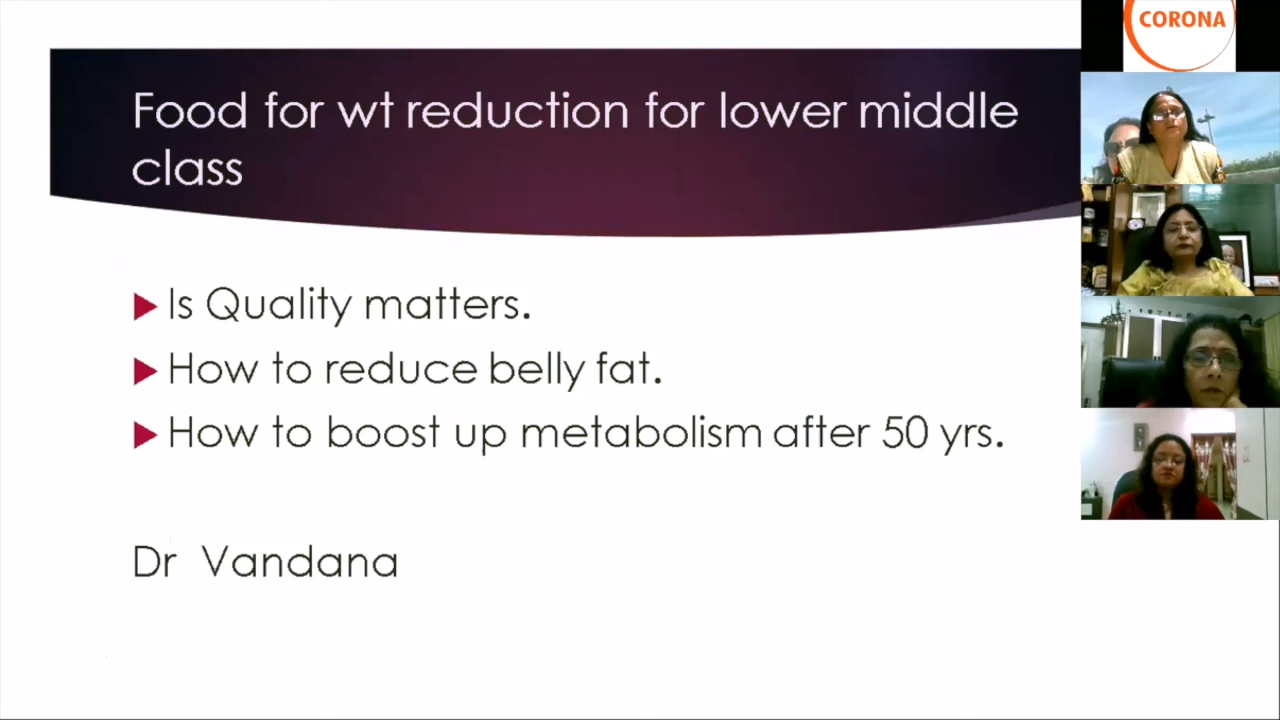 Food for wt reduction for lower middle
class
Is Quality matters.
How to reduce belly fat.
How to boost up metabolism after 50 yrs.
Dr Vandana
CORONA